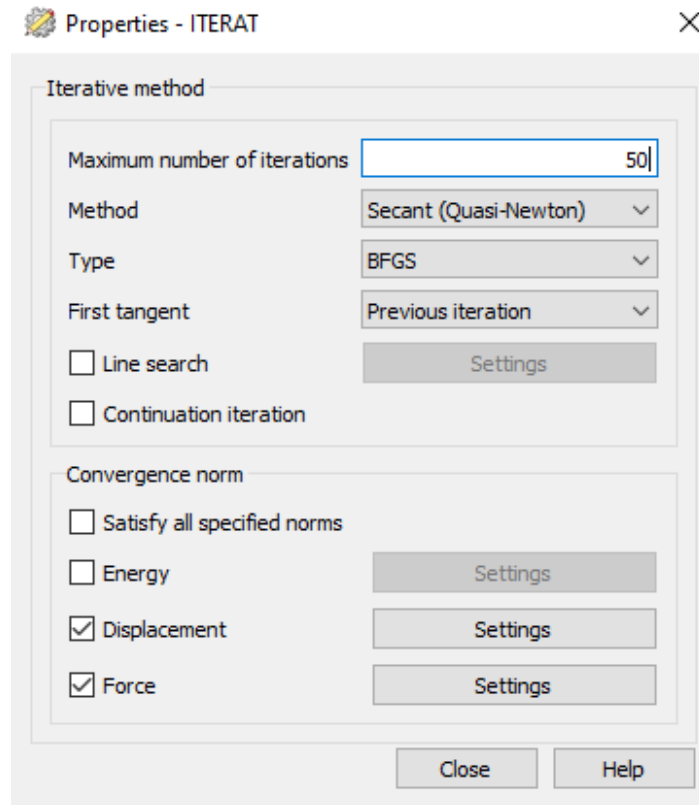 Properties - ITERAT
Iterative method
Maximum number of iterations 50
Method Secant (Quasi-Newton)
Type BFGS
First tangent Previous iteration
Line search Settings
Continuation iteration
Convergence norm
Satisfy all specified norms
Energy Settings
Displacement Settings
Force Settings
Close Help